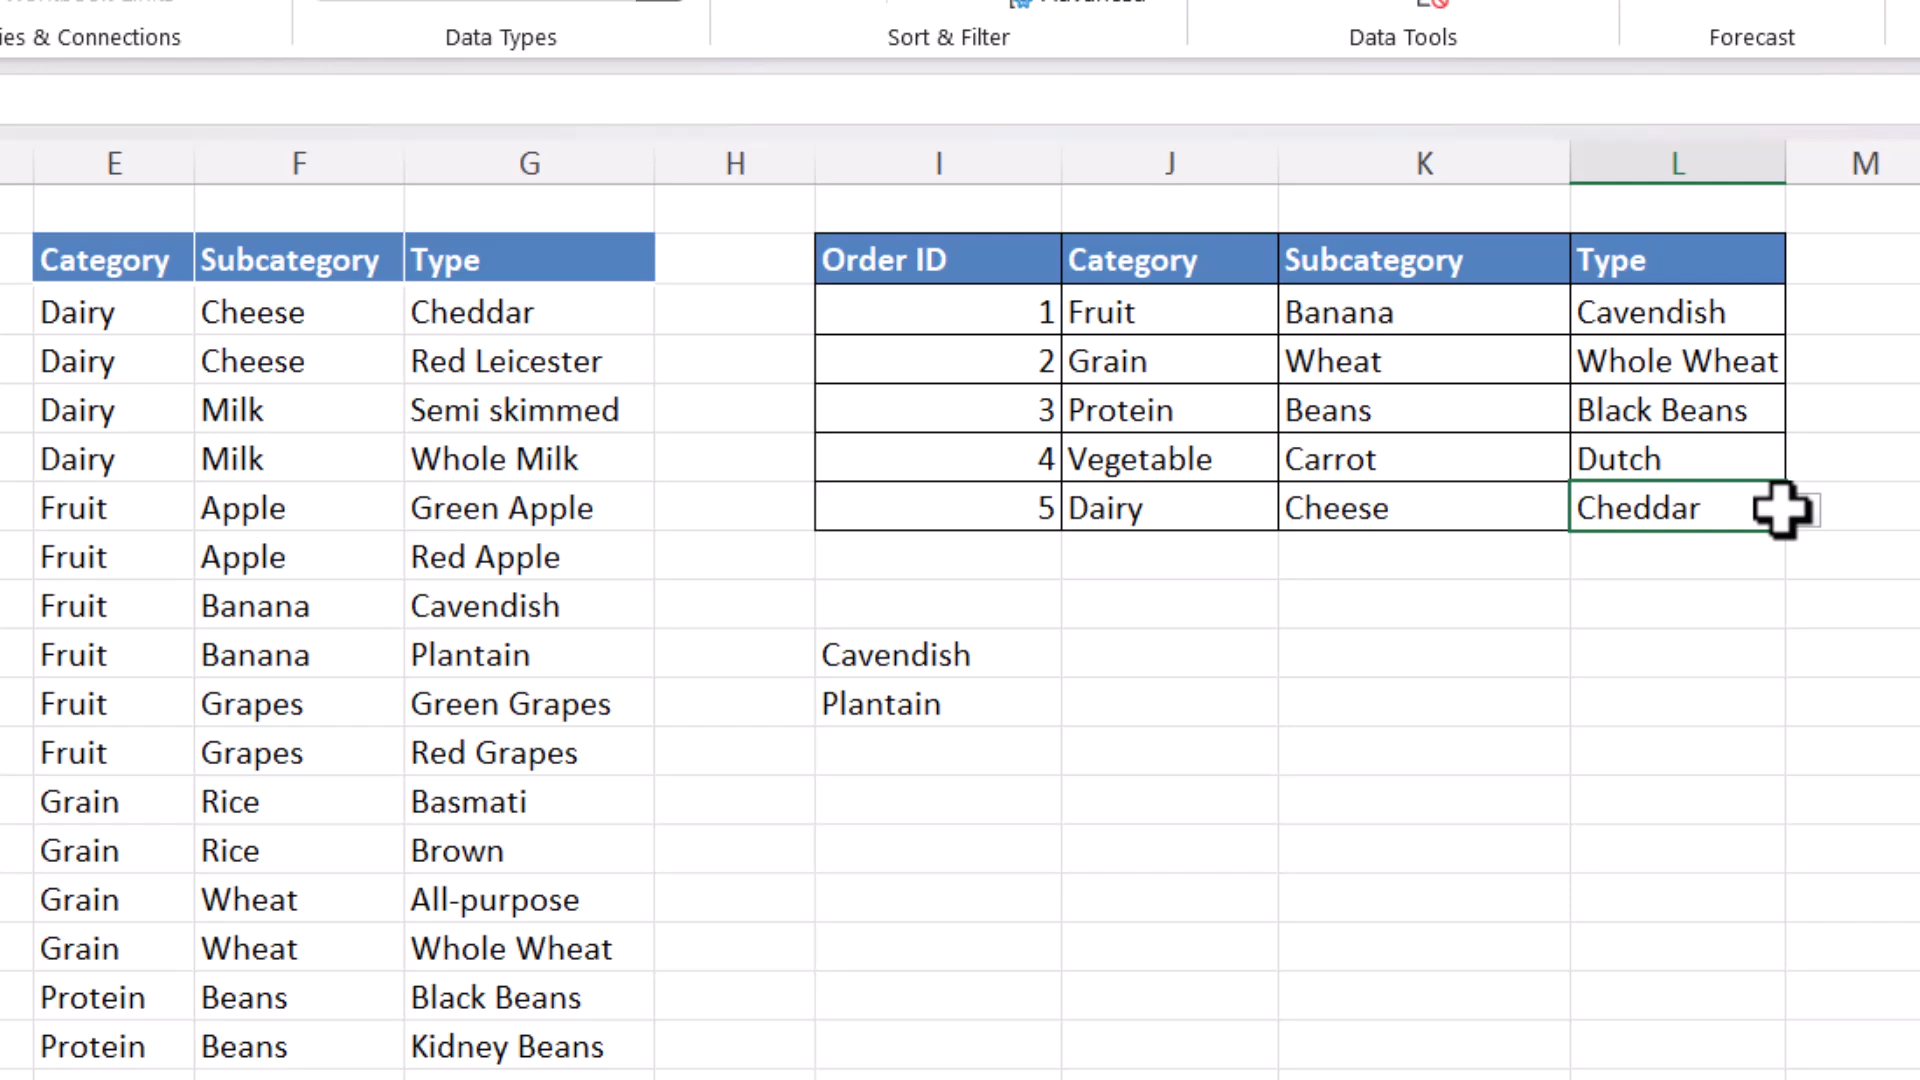 ies & Connections Data Types Sort & Filter Data Tools Forecast
E F G H I J K L M
Category Subcategory Type Order ID Category Subcategory Type
Dairy Cheese Cheddar 1 Fruit Banana Cavendish
Dairy Cheese Red Leicester 2 Grain Wheat Whole Wheat
Dairy Milk Semi skimmed 3 Protein Beans Black Beans
Dairy Milk Whole Milk 4 Vegetable Carrot Dutch
Fruit Apple Green Apple 5 Dairy Cheese Cheddar
Fruit Apple Red Apple
Fruit Banana Cavendish
Fruit Banana Plantain Cavendish
Fruit Grapes Green Grapes Plantain
Fruit Grapes Red Grapes
Grain Rice Basmati
Grain Rice Brown
Grain Wheat All-purpose
Grain Wheat Whole Wheat
Protein Beans Black Beans
Protein Beans Kidney Beans